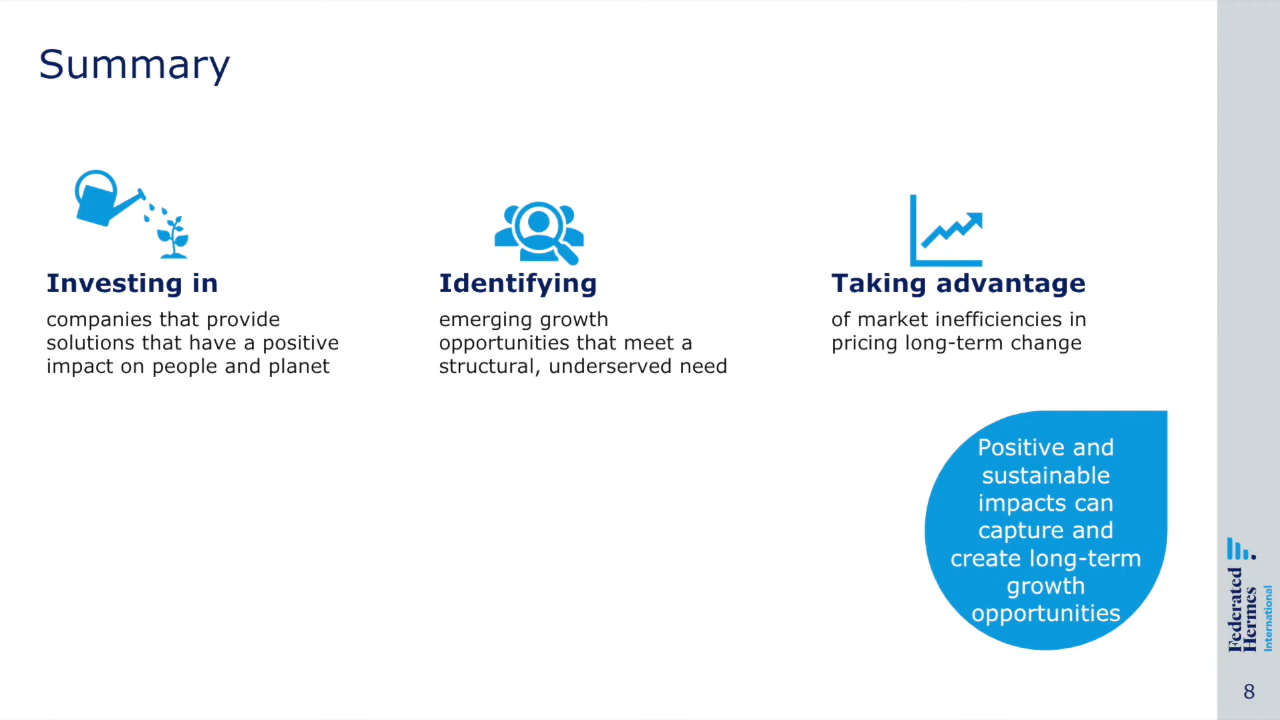 Summary
Investing in
companies that provide
solutions that have a positive
impact on people and planet
Identifying
emerging growth
opportunities that meet a
structural, underserved need
Taking advantage
of market inefficiencies in
pricing long-term change
Positive and
sustainable
impacts can
capture and
create long-term
growth
opportunities
Federated
Hermes
International
8